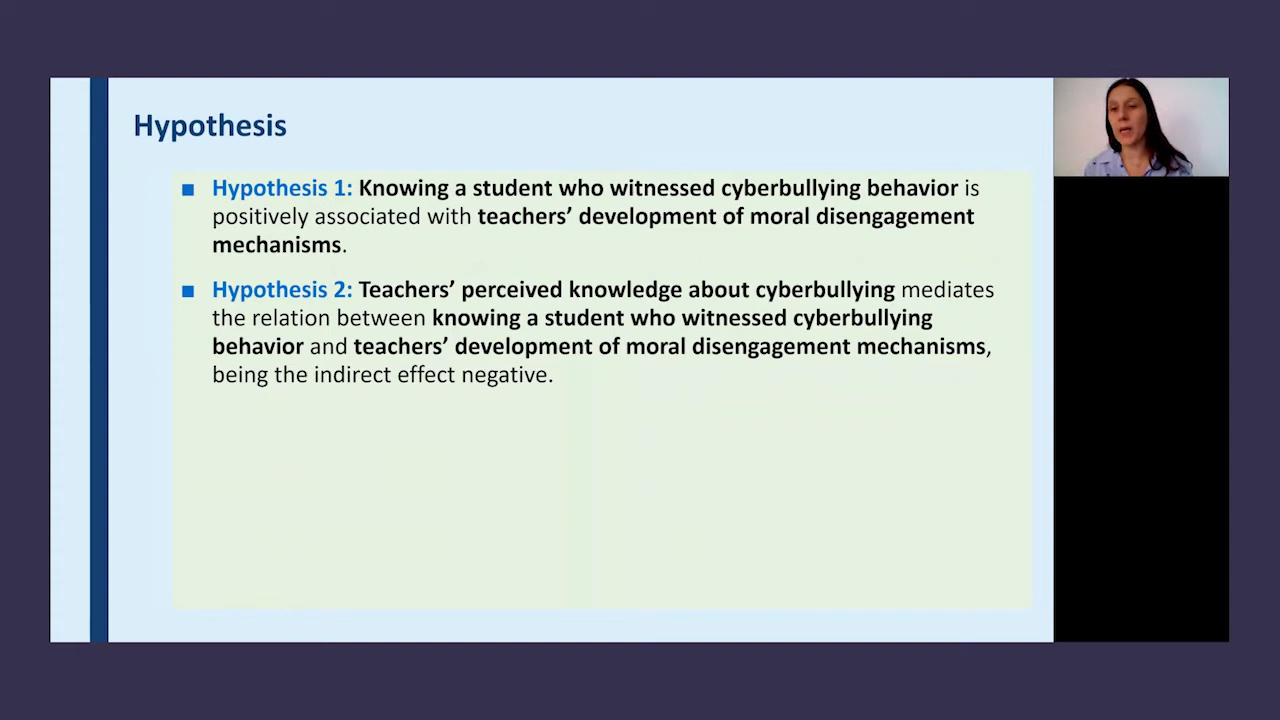 Hypothesis
▪ Hypothesis 1: Knowing a student who witnessed cyberbullying behavior is
positively associated with teachers’ development of moral disengagement
mechanisms.
▪ Hypothesis 2: Teachers’ perceived knowledge about cyberbullying mediates
the relation between knowing a student who witnessed cyberbullying
behavior and teachers’ development of moral disengagement mechanisms,
being the indirect effect negative.